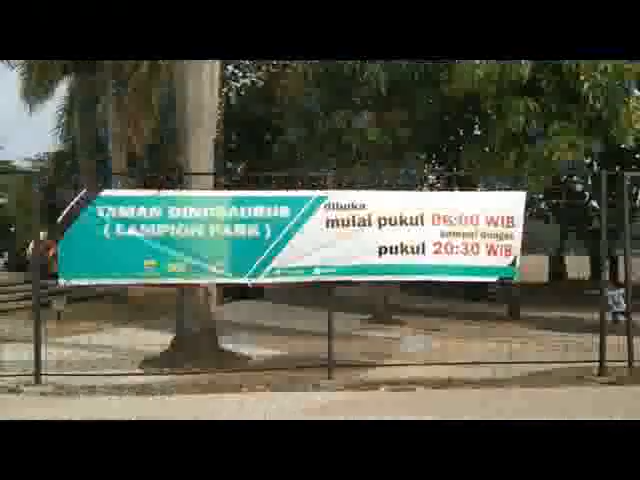 TAMAN DINOSAURUS
( LAMPION PARK )
dibuka
mulai pukul 06:00 WIB
sampai dengan
pukul 20:30 WIB